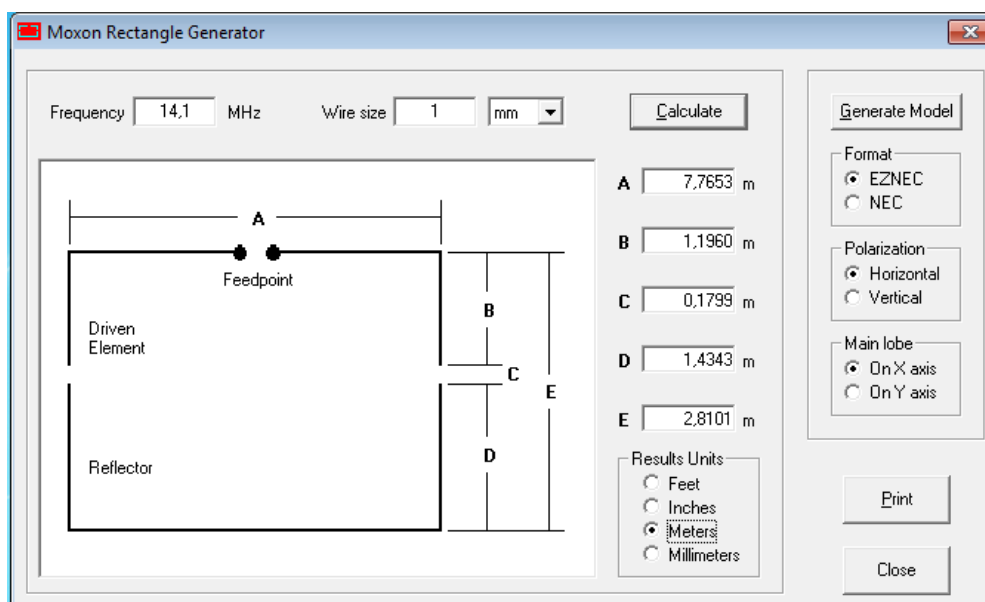 Moxon Rectangle Generator
Frequency 14,1 MHz Wire size 1 mm Calculate
A 7,7653 m
B 1,1960 m
C 0,1799 m
D 1,4343 m
E 2,8101 m
A
Feedpoint
B
Driven
Element
C
E
D
Reflector
Results Units
Feet
Inches
Meters
Millimeters
Generate Model
Format
EZNEC
NEC
Polarization
Horizontal
Vertical
Main lobe
On X axis
On Y axis
Print
Close